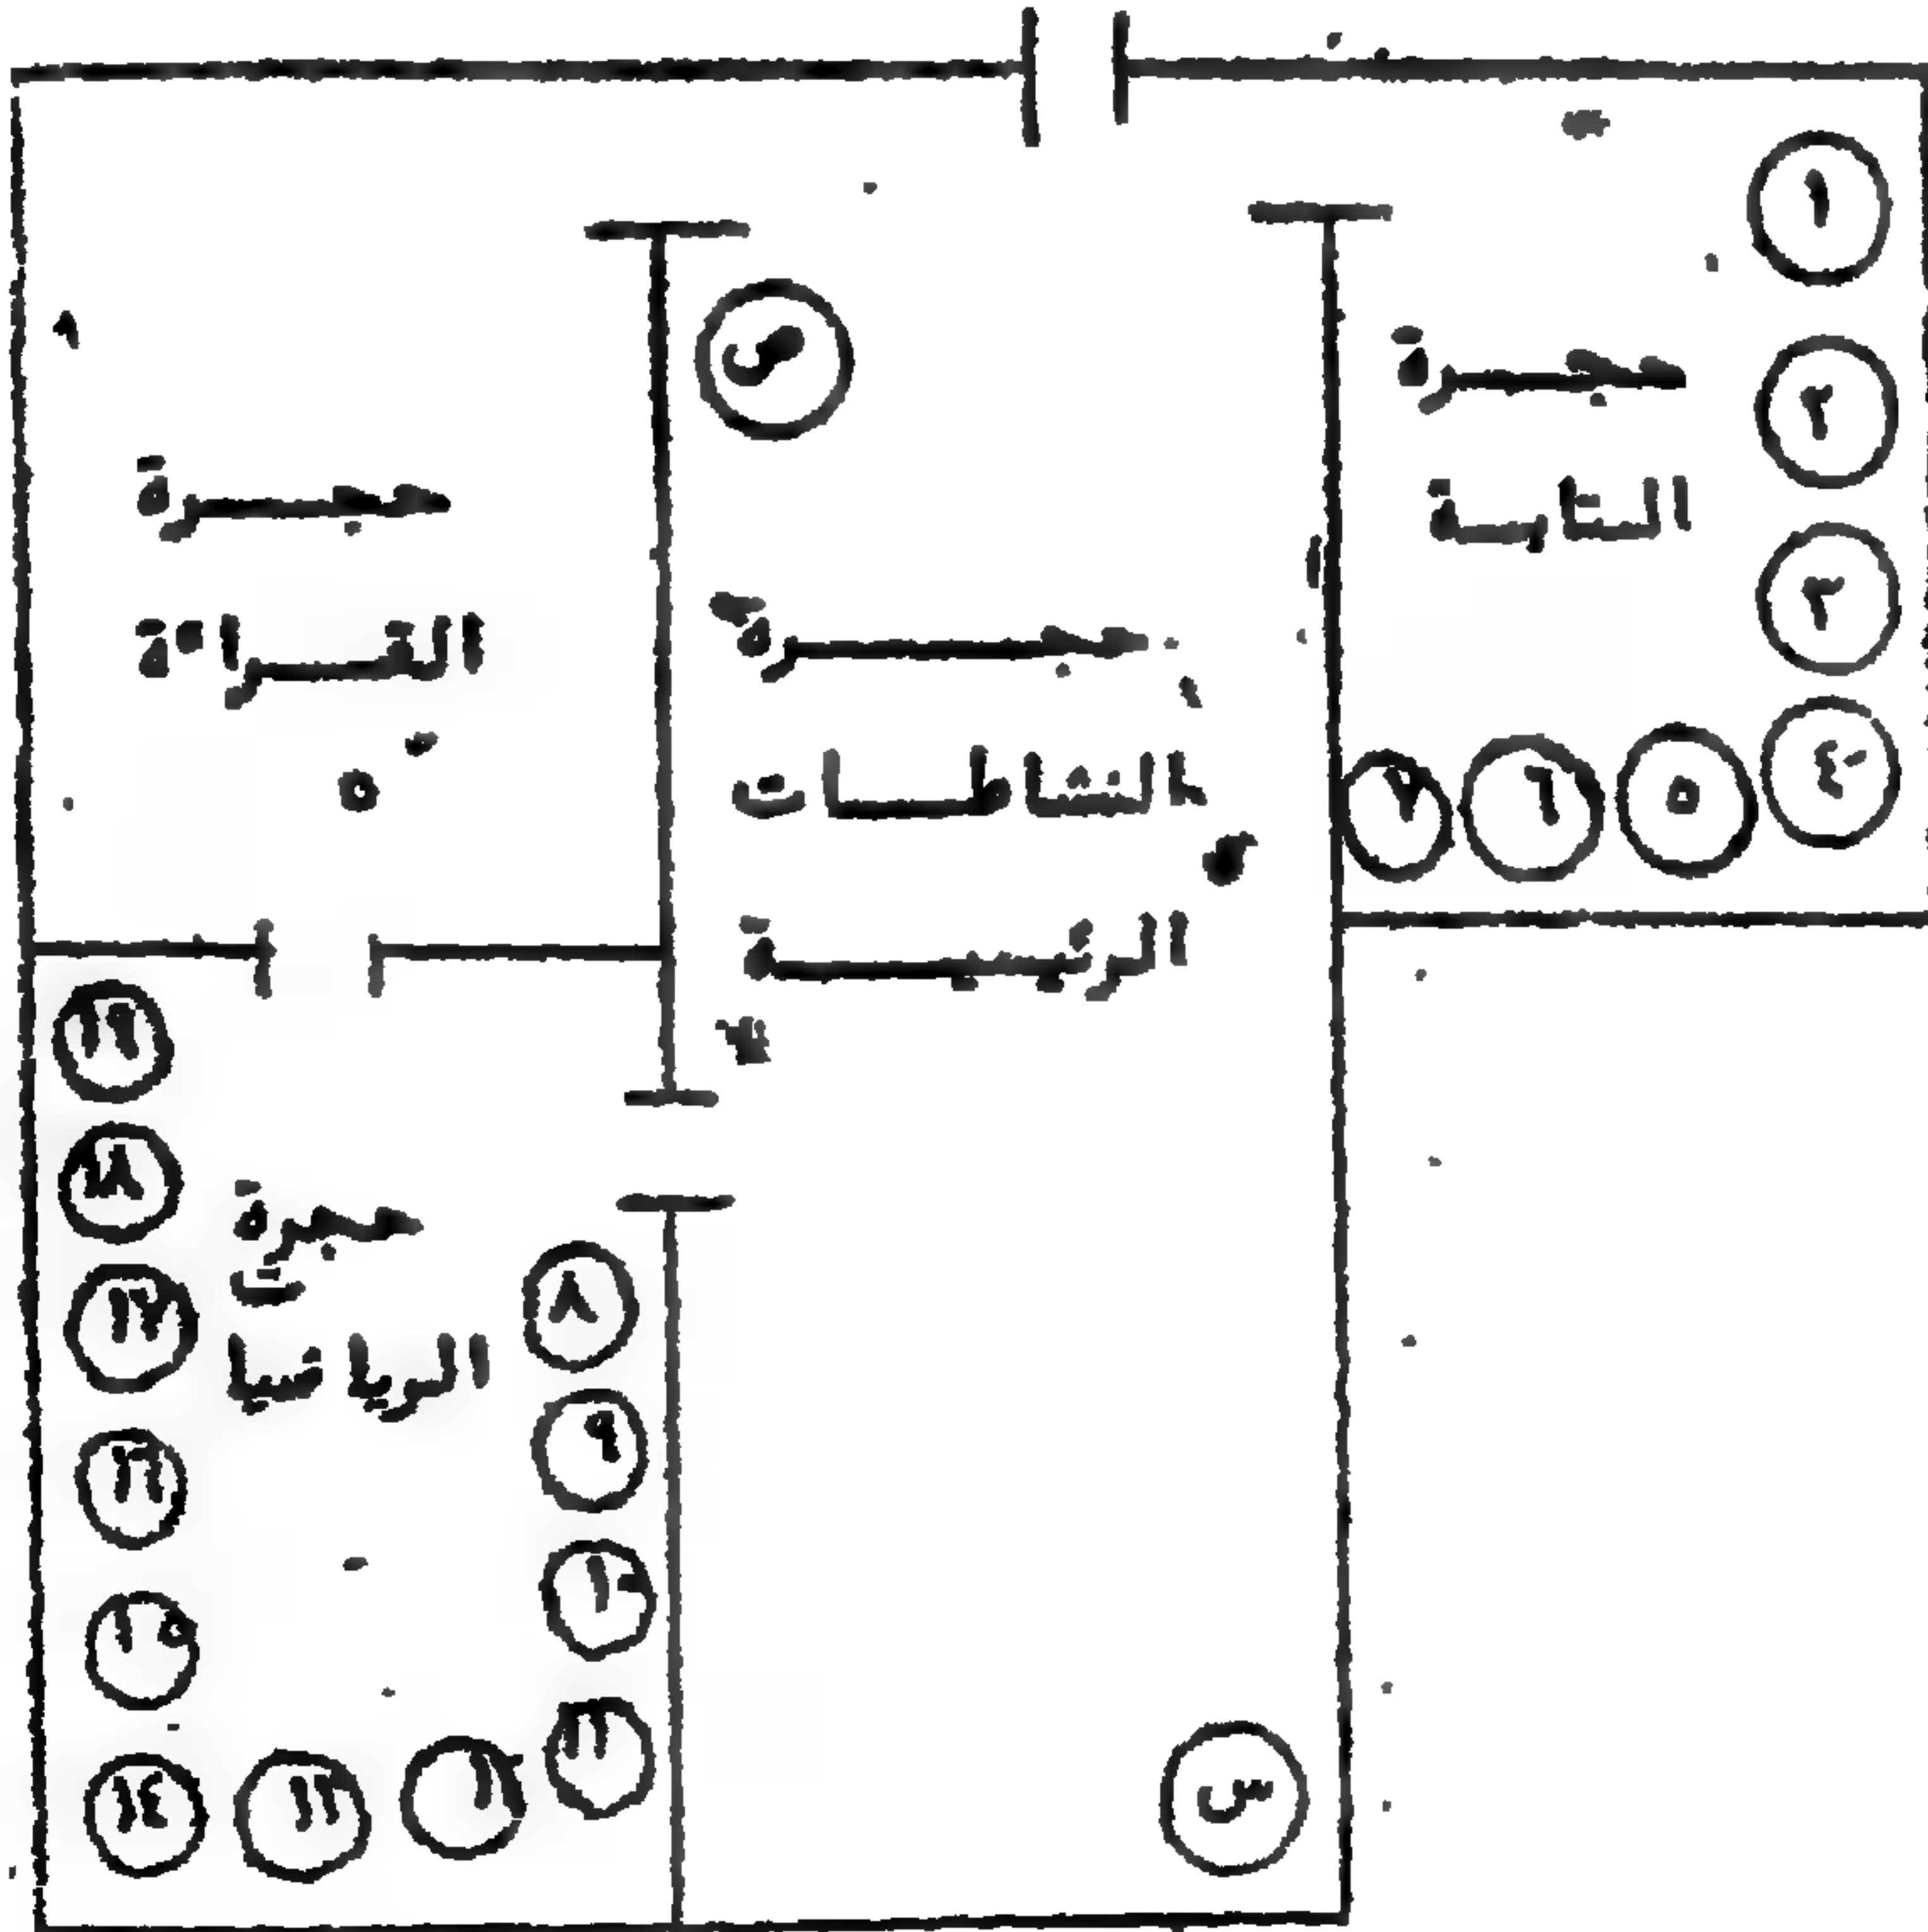 ١
٢
٣
٤
٥
٦
٧
حجرة
ص
حجرة
النشاطات
الرئيسية
س
حجرة
القراءة
حجرة
الرياضيات
٨
٩
١٠
١١
١٢
١٣
١٤
١٥
١٦
١٧
١٨
١٩